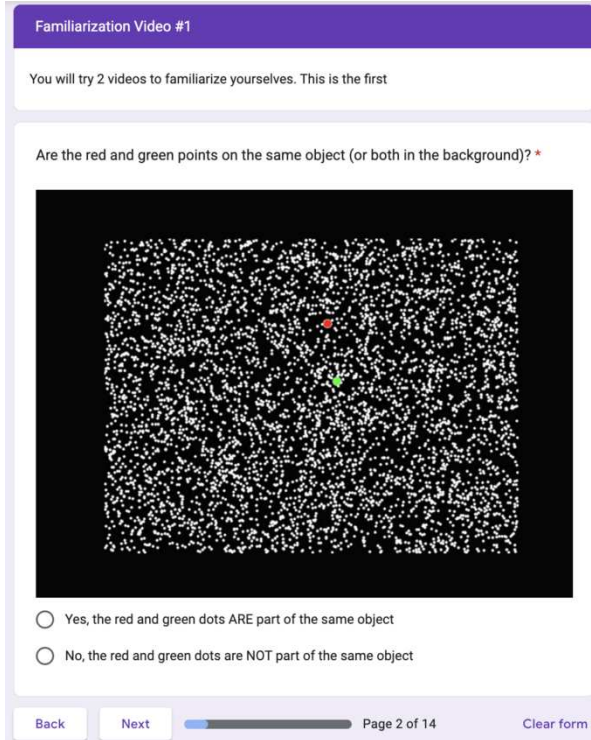 Familiarization Video #1
You will try 2 videos to familiarize yourselves. This is the first
Are the red and green points on the same object (or both in the background)? *
Yes, the red and green dots ARE part of the same object
No, the red and green dots are NOT part of the same object
Back Next Page 2 of 14 Clear form